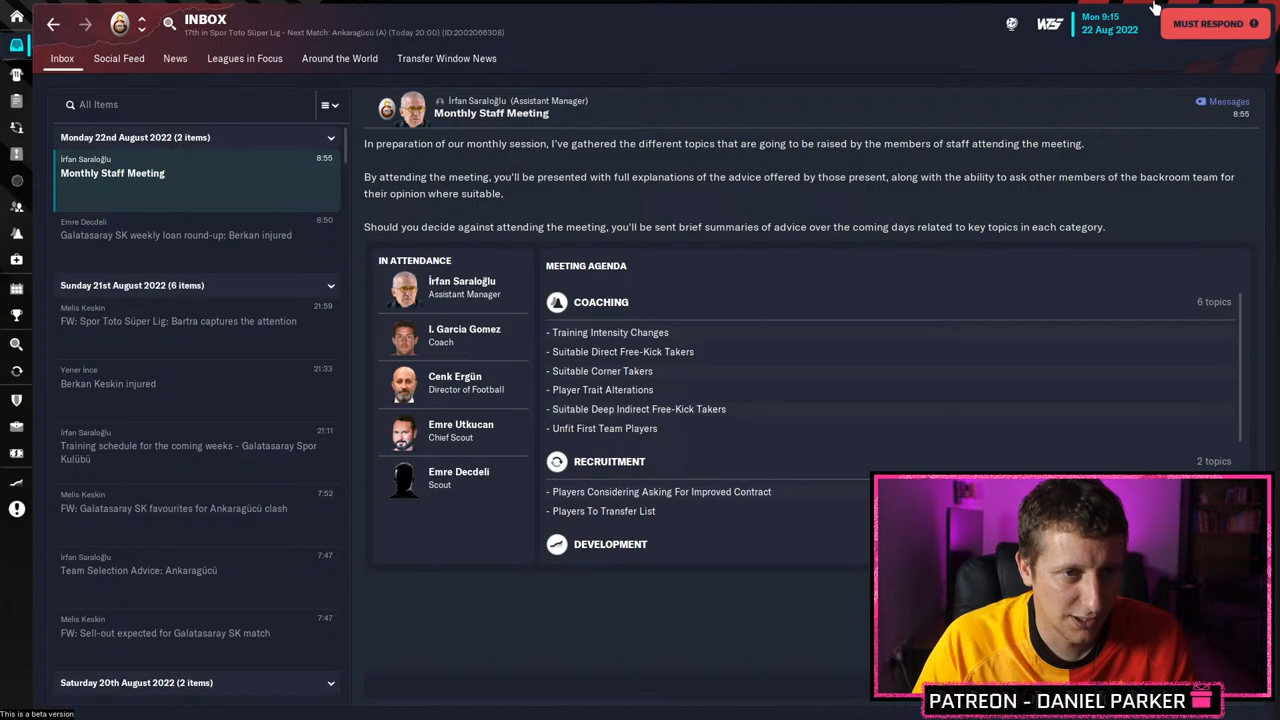 INBOX
17th in Spor Toto Süper Lig - Next Match: Ankaragücü (A) (Today 20:00) (ID:2002066308)
Mon 9:15
22 Aug 2022
MUST RESPOND
Inbox
Social Feed
News
Leagues in Focus
Around the World
Transfer Window News
All Items
Monday 22nd August 2022 (2 items)
İrfan Saraloğlu
8:55
Monthly Staff Meeting
Emre Decdeli
8:50
Galatasaray SK weekly loan round-up: Berkan injured
Sunday 21st August 2022 (6 items)
Melis Keskin
21:59
FW: Spor Toto Süper Lig: Bartra captures the attention
Yener İnce
21:33
Berkan Keskin injured
İrfan Saraloğlu
21:11
Training schedule for the coming weeks - Galatasaray Spor
Kulübü
Melis Keskin
7:52
FW: Galatasaray SK favourites for Ankaragücü clash
İrfan Saraloğlu
7:47
Team Selection Advice: Ankaragücü
Melis Keskin
7:47
FW: Sell-out expected for Galatasaray SK match
Saturday 20th August 2022 (2 items)
İrfan Saraloğlu (Assistant Manager)
Monthly Staff Meeting
Messages
8:55
In preparation of our monthly session, I've gathered the different topics that are going to be raised by the members of staff attending the meeting.
By attending the meeting, you'll be presented with full explanations of the advice offered by those present, along with the ability to ask other members of the backroom team for
their opinion where suitable.
Should you decide against attending the meeting, you'll be sent brief summaries of advice over the coming days related to key topics in each category.
IN ATTENDANCE
İrfan Saraloğlu
Assistant Manager
I. Garcia Gomez
Coach
Cenk Ergün
Director of Football
Emre Utkucan
Chief Scout
Emre Decdeli
Scout
MEETING AGENDA
COACHING
6 topics
- Training Intensity Changes
- Suitable Direct Free-Kick Takers
- Suitable Corner Takers
- Player Trait Alterations
- Suitable Deep Indirect Free-Kick Takers
- Unfit First Team Players
RECRUITMENT
2 topics
- Players Considering Asking For Improved Contract
- Players To Transfer List
DEVELOPMENT
PATREON - DANIEL PARKER
This is a beta version